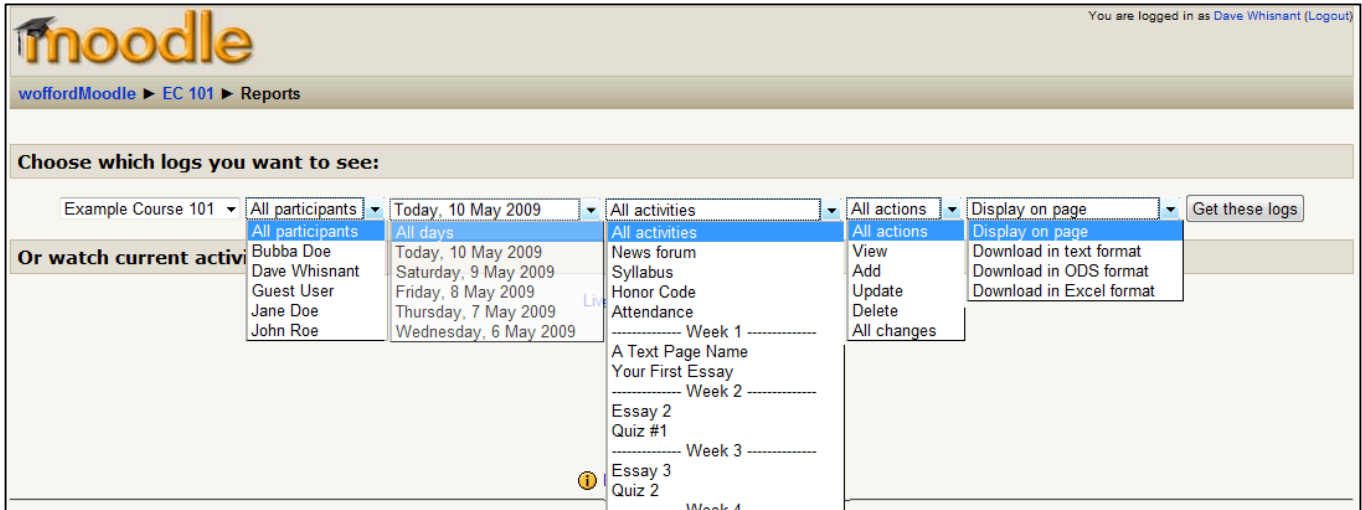 You are logged in as Dave Whisnant (Logout)
moodle
woffordMoodle ► EC 101 ► Reports
Choose which logs you want to see:
Example Course 101 All participants Today, 10 May 2009 All activities All actions Display on page Get these logs
All participants
Bubba Doe
Dave Whisnant
Guest User
Jane Doe
John Roe
All days
Today, 10 May 2009
Saturday, 9 May 2009
Friday, 8 May 2009
Thursday, 7 May 2009
Wednesday, 6 May 2009
All activities
News forum
Syllabus
Honor Code
Attendance
-------------- Week 1 --------------
A Text Page Name
Your First Essay
-------------- Week 2 --------------
Essay 2
Quiz #1
-------------- Week 3 --------------
Essay 3
Quiz 2
Week 4
All actions
View
Add
Update
Delete
All changes
Display on page
Download in text format
Download in ODS format
Download in Excel format
Or watch current